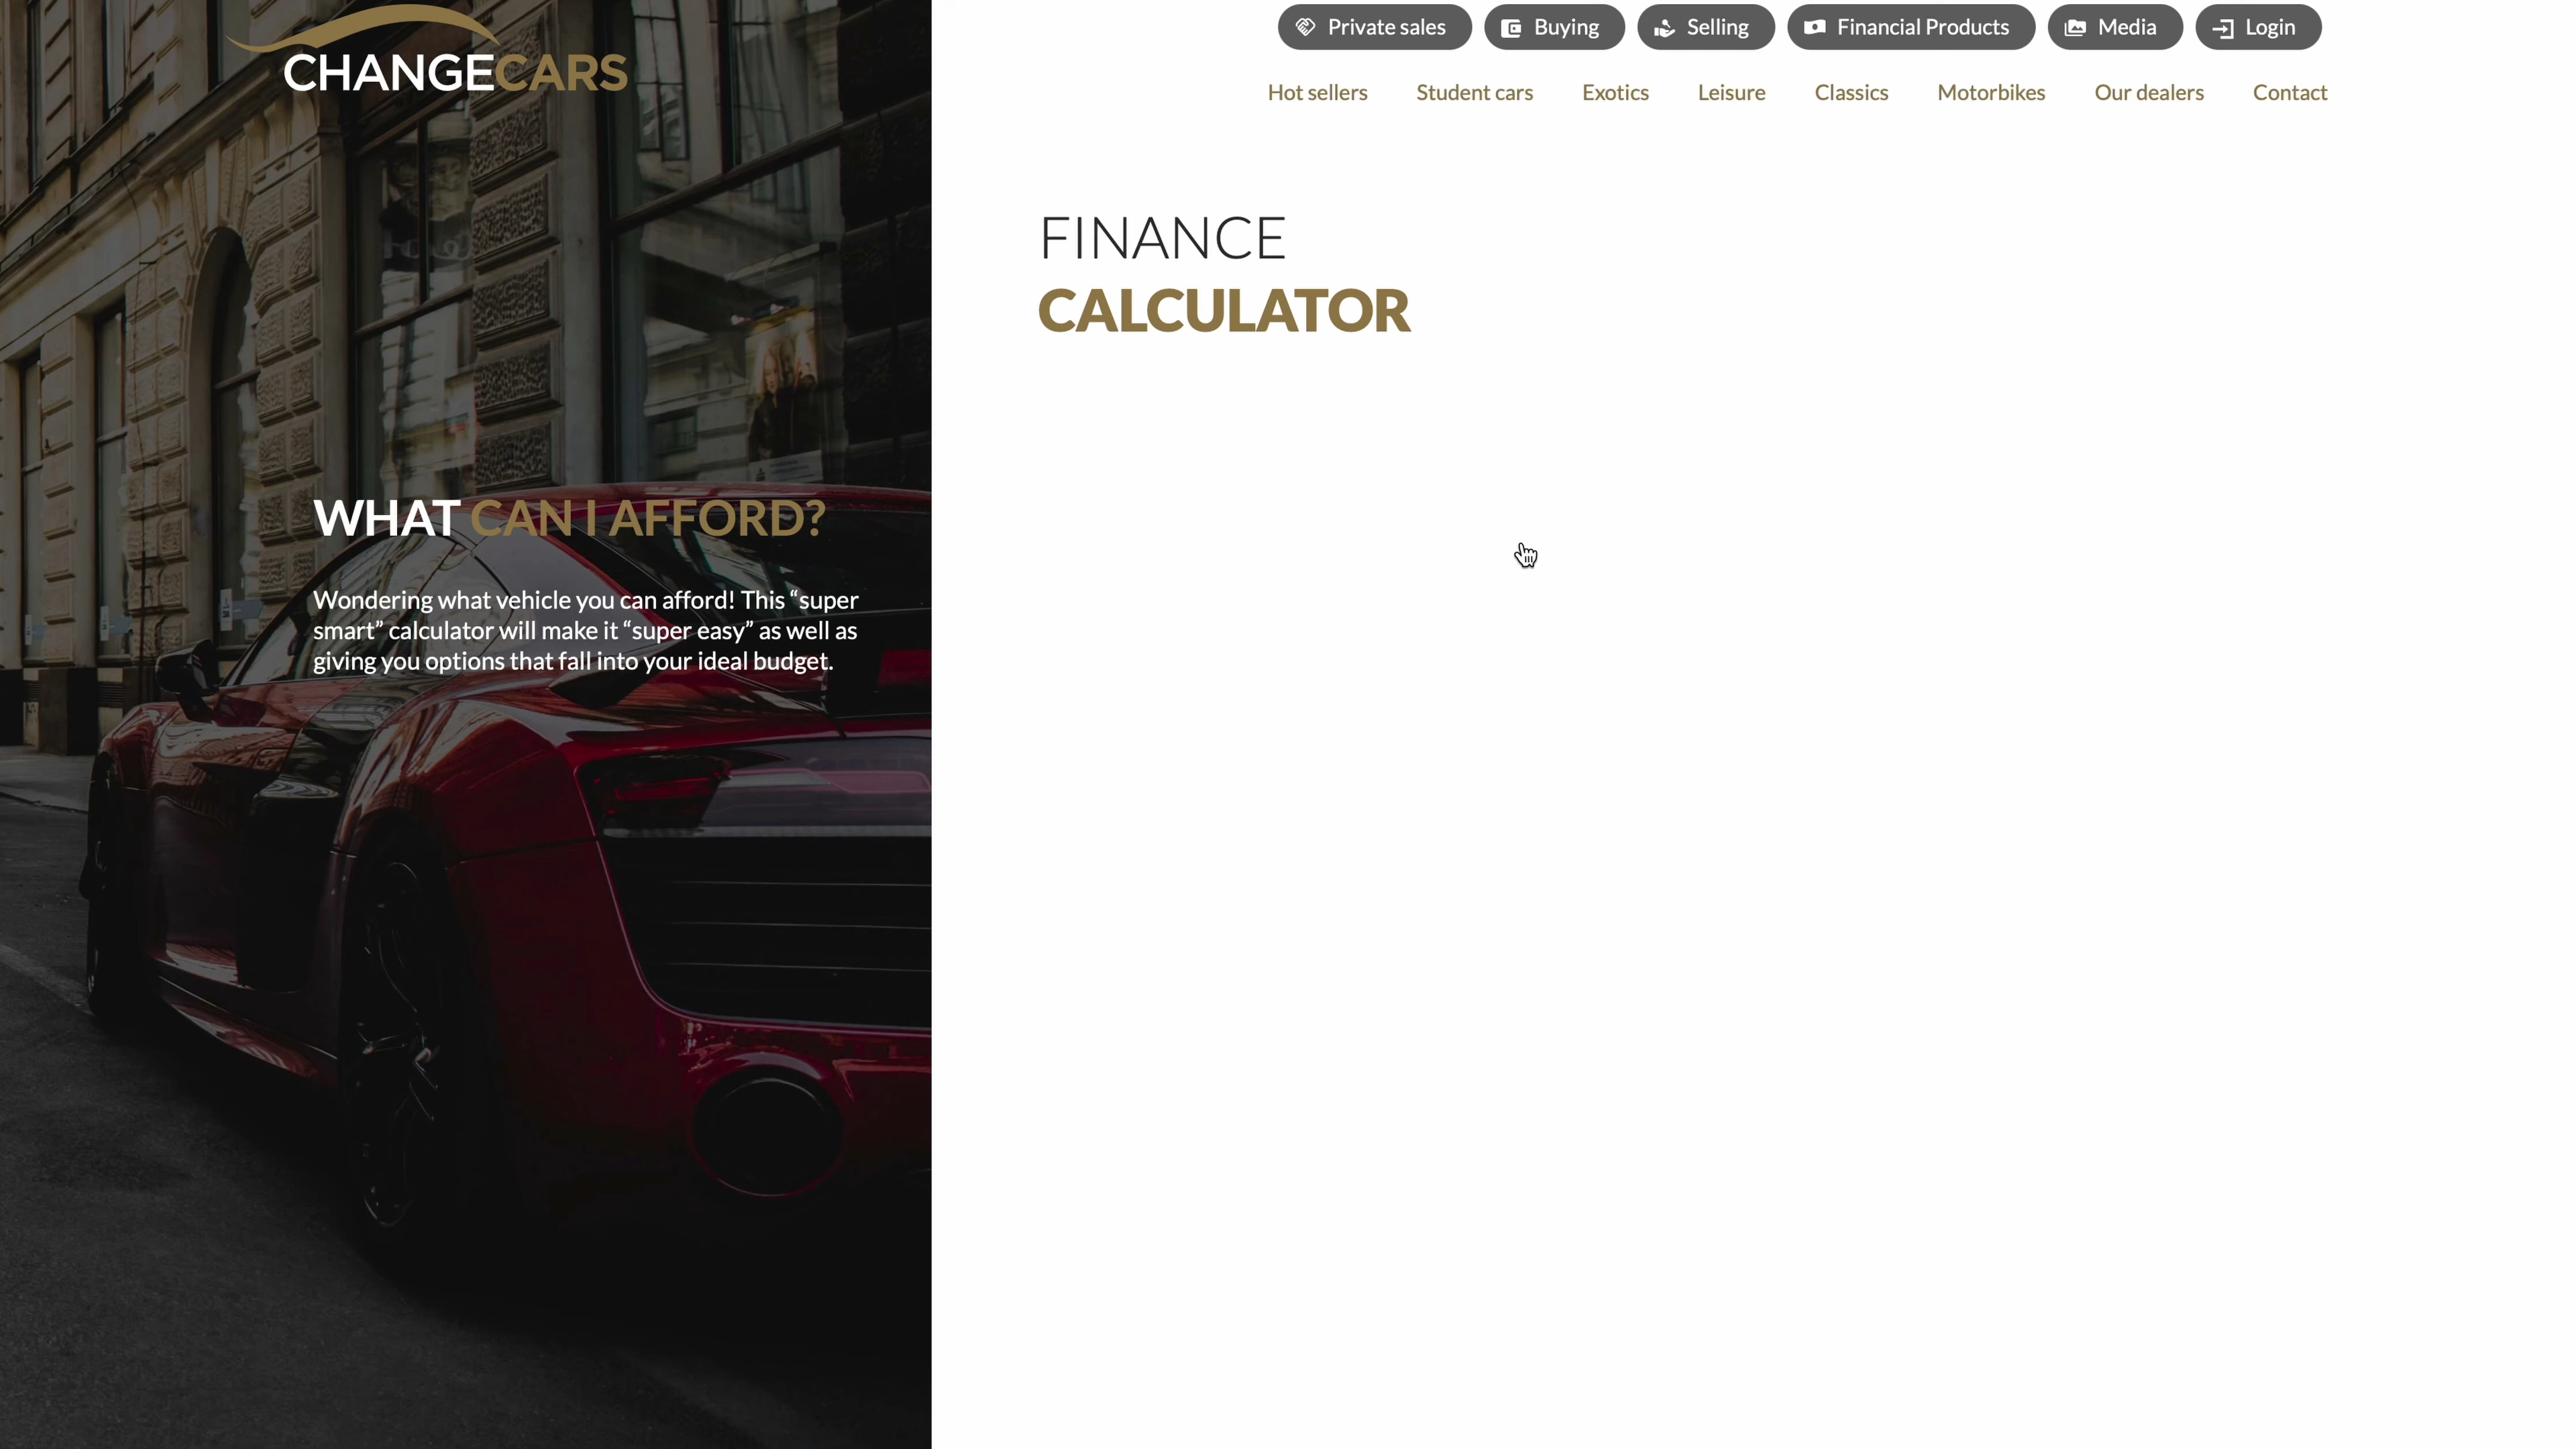 CHANGECARS
Private sales
Buying
Selling
Financial Products
Media
Login
Hot sellers
Student cars
Exotics
Leisure
Classics
Motorbikes
Our dealers
Contact
FINANCE
CALCULATOR
WHAT CAN I AFFORD?
Wondering what vehicle you can afford! This “super
smart” calculator will make it “super easy” as well as
giving you options that fall into your ideal budget.